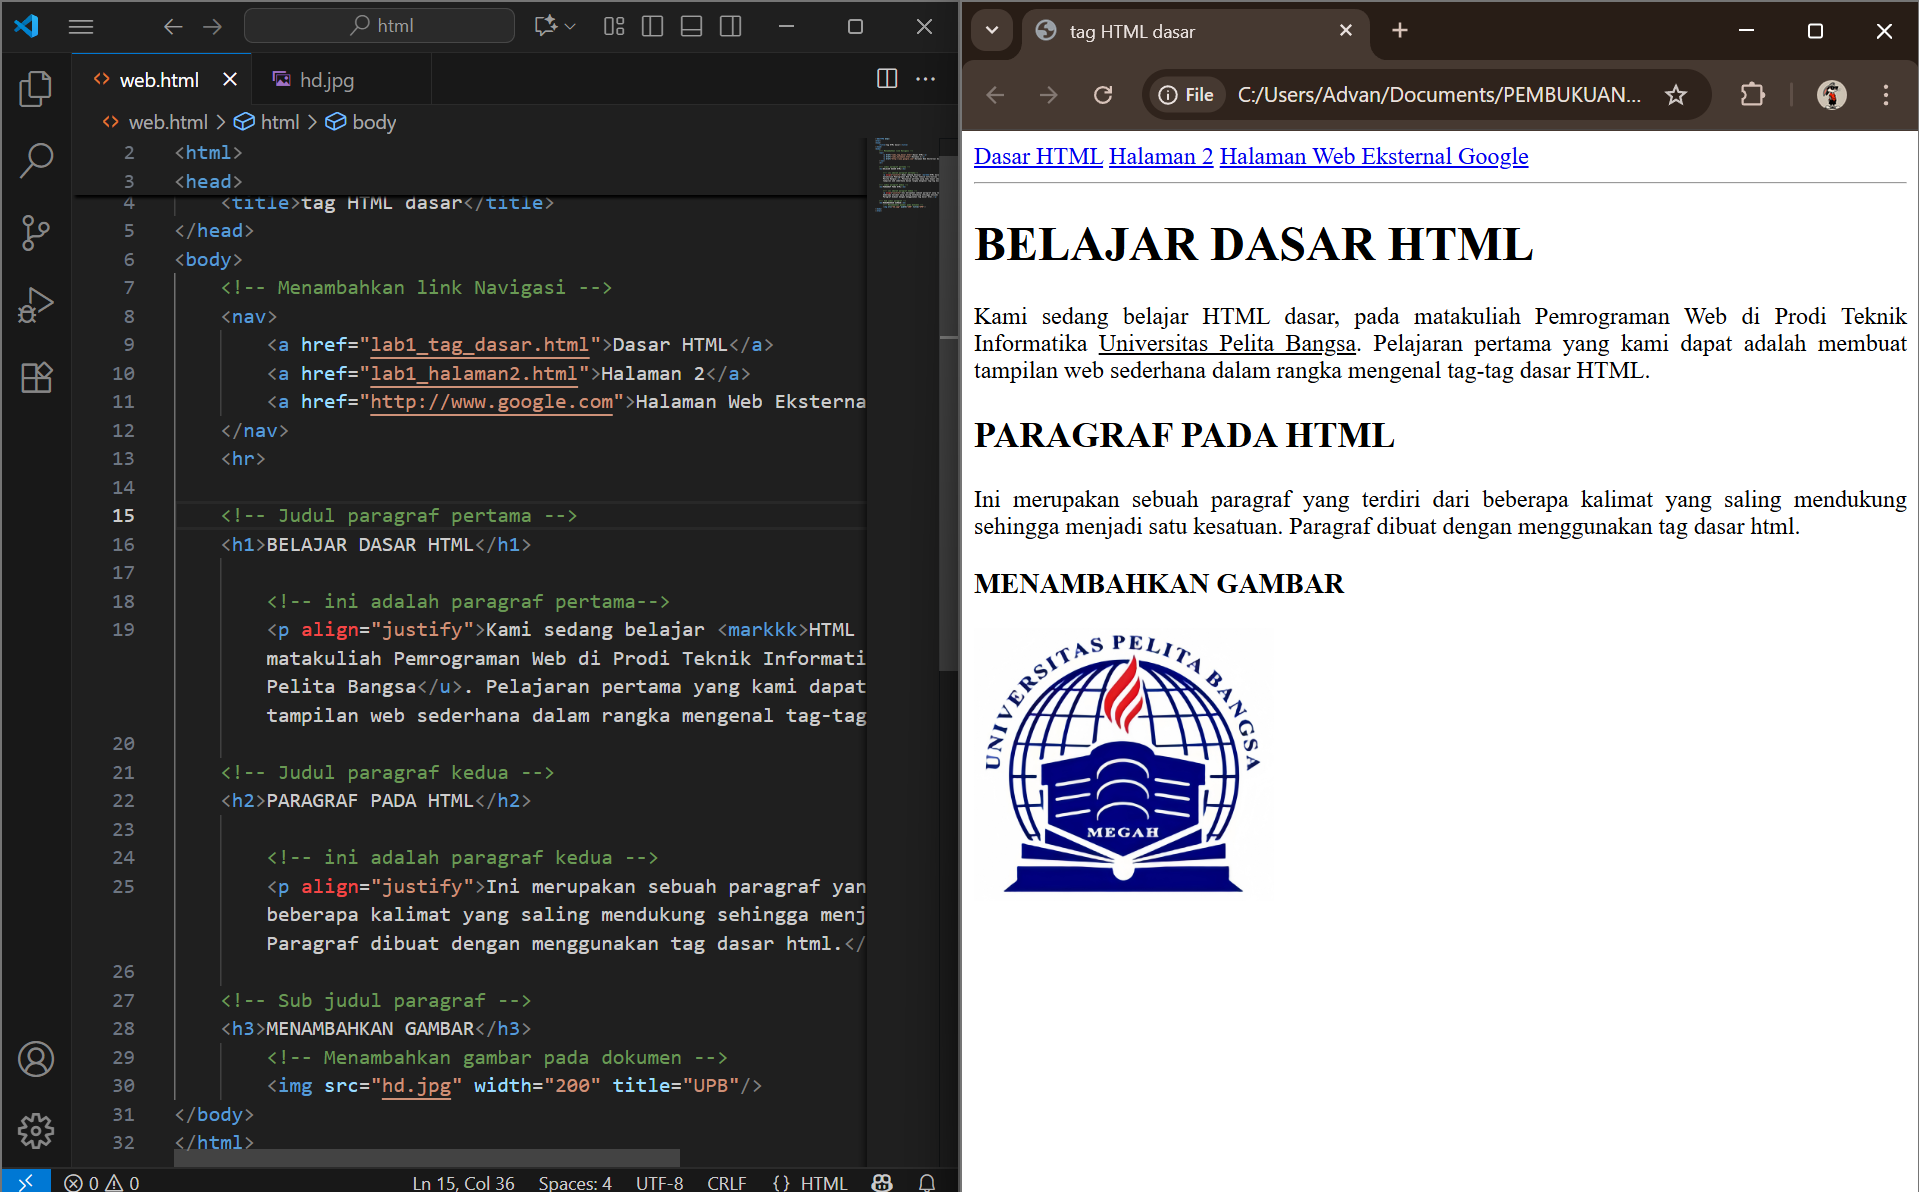 html
web.html
hd.jpg
web.html > html > body
2 <html>
3 <head>
4 <title>tag HTML dasar</title>
5 </head>
6 <body>
7 <!-- Menambahkan link Navigasi -->
8 <nav>
9 <a href="lab1_tag_dasar.html">Dasar HTML</a>
10 <a href="lab1_halaman2.html">Halaman 2</a>
11 <a href="http://www.google.com">Halaman Web Eksterna
12 </nav>
13 <hr>
14
15 <!-- Judul paragraf pertama -->
16 <h1>BELAJAR DASAR HTML</h1>
17
18 <!-- ini adalah paragraf pertama-->
19 <p align="justify">Kami sedang belajar <markkk>HTML
matakuliah Pemrograman Web di Prodi Teknik Informati
Pelita Bangsa</u>. Pelajaran pertama yang kami dapat
tampilan web sederhana dalam rangka mengenal tag-tag
20
21 <!-- Judul paragraf kedua -->
22 <h2>PARAGRAF PADA HTML</h2>
23
24 <!-- ini adalah paragraf kedua -->
25 <p align="justify">Ini merupakan sebuah paragraf yan
beberapa kalimat yang saling mendukung sehingga menj
Paragraf dibuat dengan menggunakan tag dasar html.</
26
27 <!-- Sub judul paragraf -->
28 <h3>MENAMBAHKAN GAMBAR</h3>
29 <!-- Menambahkan gambar pada dokumen -->
30 <img src="hd.jpg" width="200" title="UPB"/>
31 </body>
32 </html>
0 0
Ln 15, Col 36 Spaces: 4 UTF-8 CRLF {} HTML
tag HTML dasar
File C:/Users/Advan/Documents/PEMBUKUAN...
Dasar HTML Halaman 2 Halaman Web Eksternal Google
BELAJAR DASAR HTML
Kami sedang belajar HTML dasar, pada matakuliah Pemrograman Web di Prodi Teknik
Informatika Universitas Pelita Bangsa. Pelajaran pertama yang kami dapat adalah membuat
tampilan web sederhana dalam rangka mengenal tag-tag dasar HTML.
PARAGRAF PADA HTML
Ini merupakan sebuah paragraf yang terdiri dari beberapa kalimat yang saling mendukung
sehingga menjadi satu kesatuan. Paragraf dibuat dengan menggunakan tag dasar html.
MENAMBAHKAN GAMBAR
UNIVERSITAS PELITA BANGSA
MEGAH